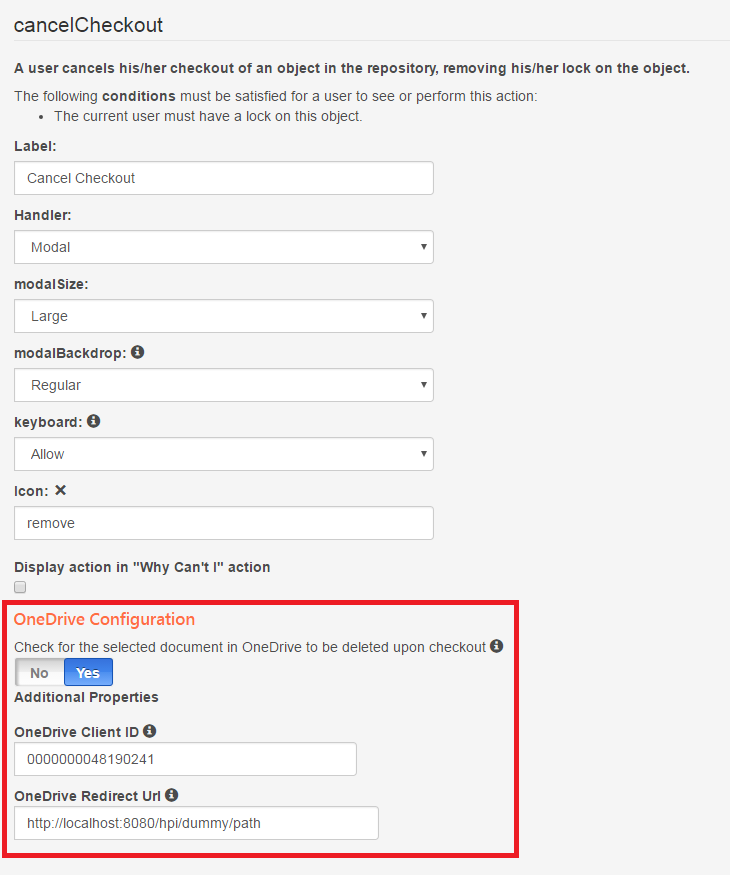 cancelCheckout
A user cancels his/her checkout of an object in the repository, removing his/her lock on the object.
The following conditions must be satisfied for a user to see or perform this action:
• The current user must have a lock on this object.
Label:
Cancel Checkout
Handler:
Modal
modalSize:
Large
modalBackdrop:
Regular
keyboard:
Allow
Icon:
remove
Display action in "Why Can't I" action
OneDrive Configuration
Check for the selected document in OneDrive to be deleted upon checkout
No Yes
Additional Properties
OneDrive Client ID
0000000048190241
OneDrive Redirect Url
http://localhost:8080/hpi/dummy/path